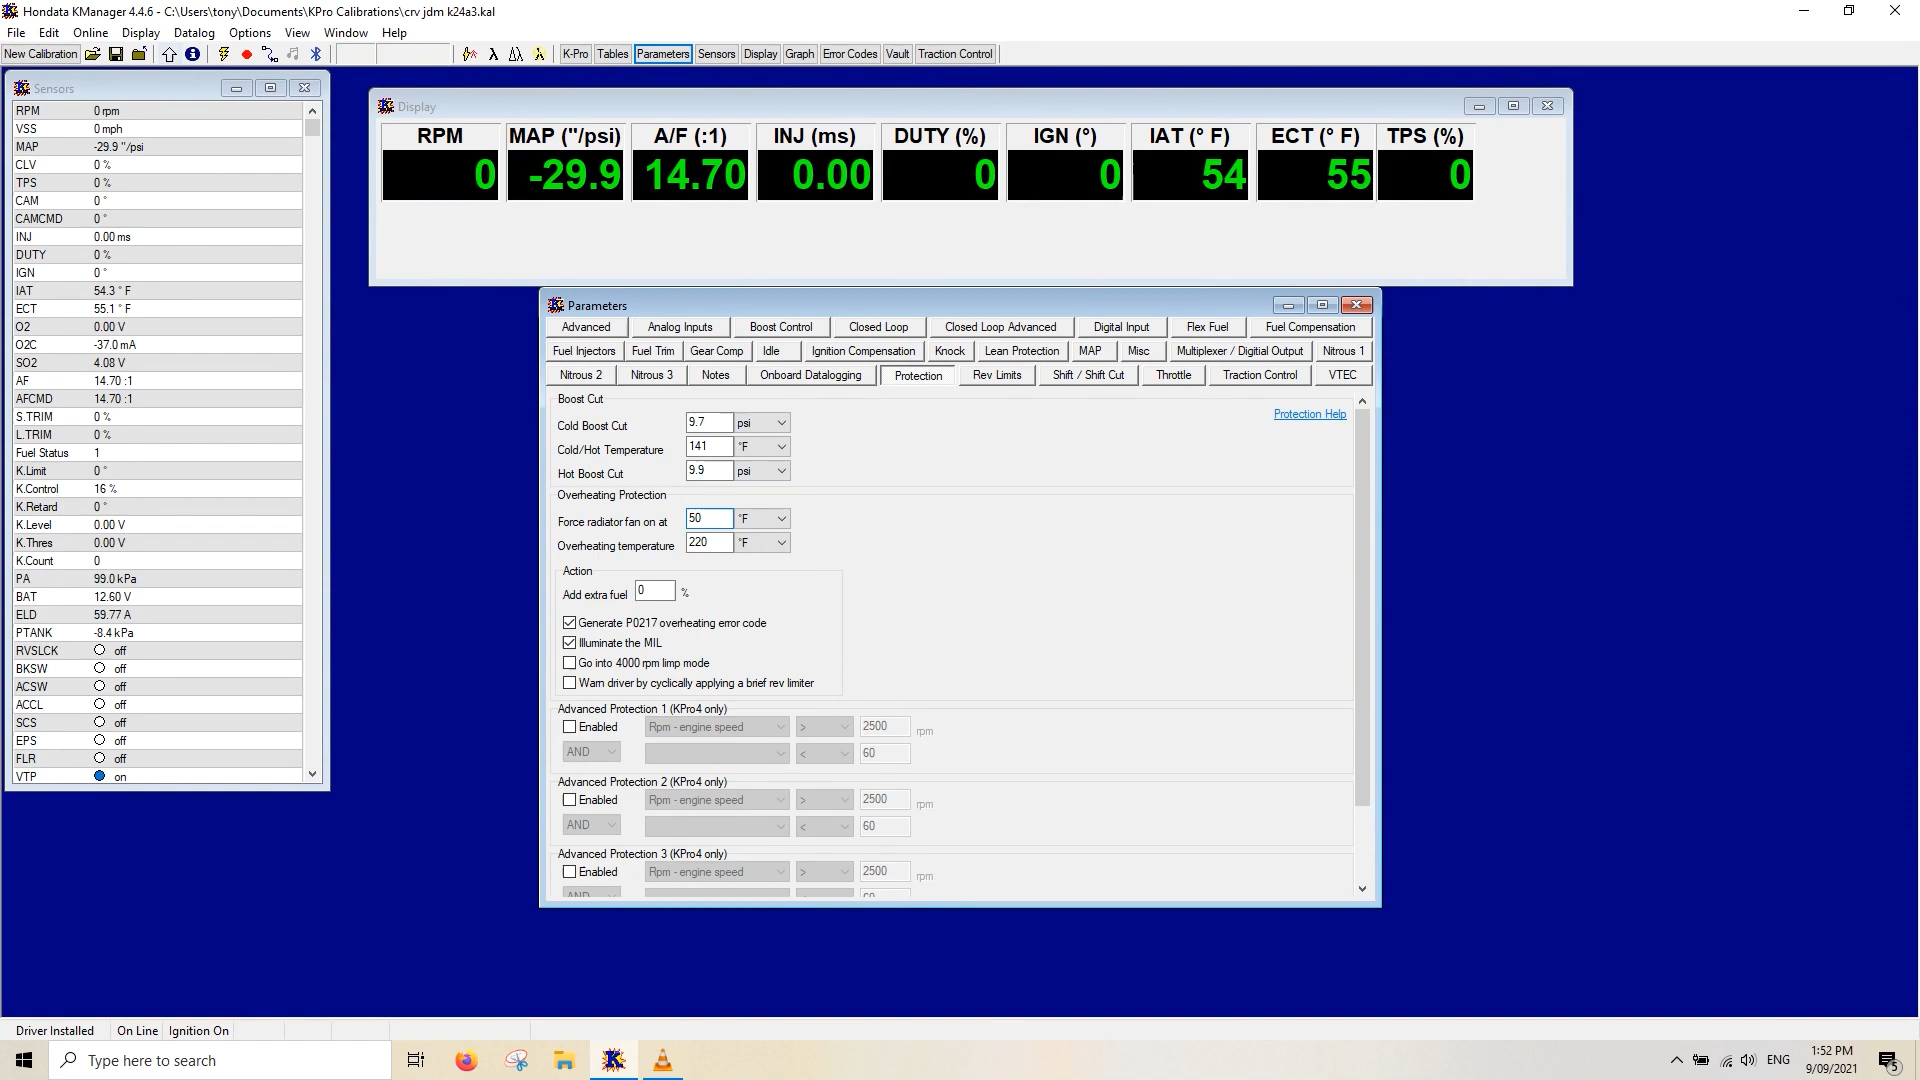 Hondata KManager 4.4.6 - C:\Users\tony\Documents\KPro Calibrations\crv jdm k24a3.kal
File Edit Online Display Datalog Options View Window Help
New Calibration K-Pro Tables Parameters Sensors Display Graph Error Codes Vault Traction Control
Sensors
RPM 0 rpm
VSS 0 mph
MAP -29.9 "/psi
CLV 0 %
TPS 0 %
CAM 0 °
CAMCMD 0 °
INJ 0.00 ms
DUTY 0 %
IGN 0 °
IAT 54.3 ° F
ECT 55.1 ° F
O2 0.00 V
O2C -37.0 mA
SO2 4.08 V
AF 14.70 :1
AFCMD 14.70 :1
S.TRIM 0 %
L.TRIM 0 %
Fuel Status 1
K.Limit 0 °
K.Control 16 %
K.Retard 0 °
K.Level 0.00 V
K.Thres 0.00 V
K.Count 0
PA 99.0 kPa
BAT 12.60 V
ELD 59.77 A
PTANK -8.4 kPa
RVSLCK off
BKSW off
ACSW off
ACCL off
SCS off
EPS off
FLR off
VTP on
Display
RPM MAP ("/psi) A/F (:1) INJ (ms) DUTY (%) IGN (°) IAT (° F) ECT (° F) TPS (%)
0 -29.9 14.70 0.00 0 0 54 55 0
Parameters
Advanced Analog Inputs Boost Control Closed Loop Closed Loop Advanced Digital Input Flex Fuel Fuel Compensation
Fuel Injectors Fuel Trim Gear Comp Idle Ignition Compensation Knock Lean Protection MAP Misc Multiplexer / Digitial Output Nitrous 1
Nitrous 2 Nitrous 3 Notes Onboard Datalogging Protection Rev Limits Shift / Shift Cut Throttle Traction Control VTEC
Boost Cut
Protection Help
Cold Boost Cut 9.7 psi
Cold/Hot Temperature 141 °F
Hot Boost Cut 9.9 psi
Overheating Protection
Force radiator fan on at 50 °F
Overheating temperature 220 °F
Action
Add extra fuel 0 %
Generate P0217 overheating error code
Illuminate the MIL
Go into 4000 rpm limp mode
Warn driver by cyclically applying a brief rev limiter
Advanced Protection 1 (KPro4 only)
Enabled Rpm - engine speed > 2500 rpm
AND < 60
Advanced Protection 2 (KPro4 only)
Enabled Rpm - engine speed > 2500 rpm
AND < 60
Advanced Protection 3 (KPro4 only)
Enabled Rpm - engine speed > 2500 rpm
AND 60
Driver Installed On Line Ignition On
Type here to search
ENG
1:52 PM
9/09/2021
5